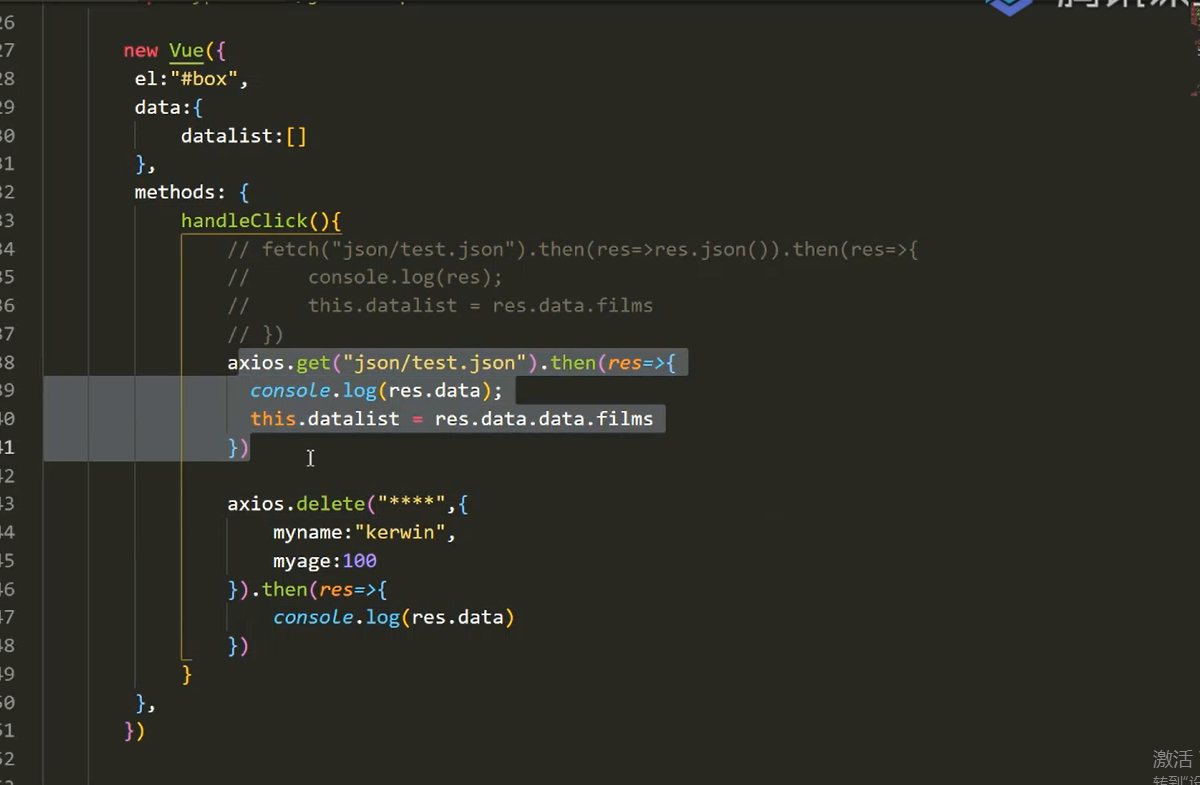 26
27 new Vue({
28 el:"#box",
29 data:{
30 datalist:[]
31 },
32 methods: {
33 handleClick(){
34 // fetch("json/test.json").then(res=>res.json()).then(res=>{
35 // console.log(res);
36 // this.datalist = res.data.films
37 // })
38 axios.get("json/test.json").then(res=>{
39 console.log(res.data);
40 this.datalist = res.data.data.films
41 })
42
43 axios.delete("****",{
44 myname:"kerwin",
45 myage:100
46 }).then(res=>{
47 console.log(res.data)
48 })
49 }
50 },
51 })
52
激活